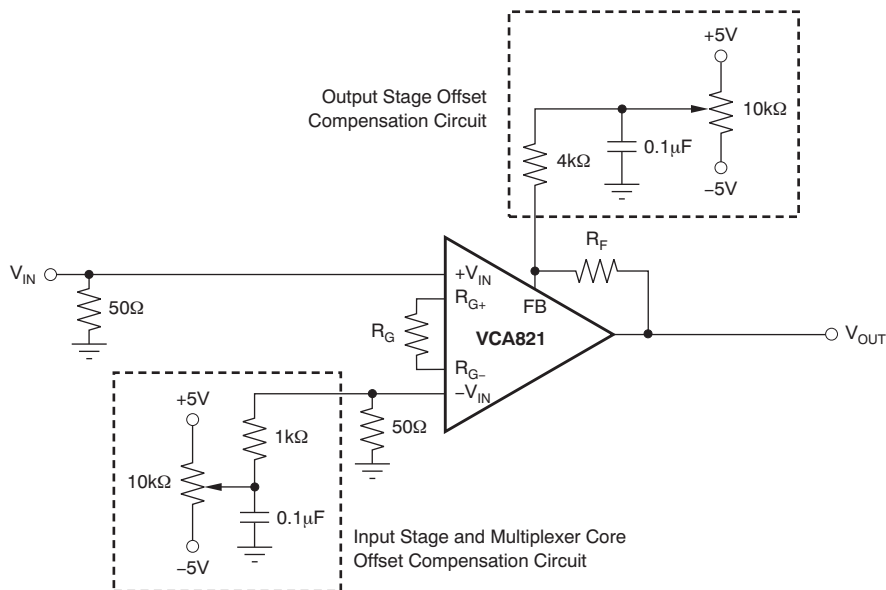 +5V
Output Stage Offset
Compensation Circuit
10kΩ
0.1μF
4kΩ
−5V
R_F
V_IN
+V_IN
R_G+
FB
50Ω
R_G
VCA821
V_OUT
R_G−
−V_IN
+5V
50Ω
1kΩ
10kΩ
0.1μF
−5V
Input Stage and Multiplexer Core
Offset Compensation Circuit